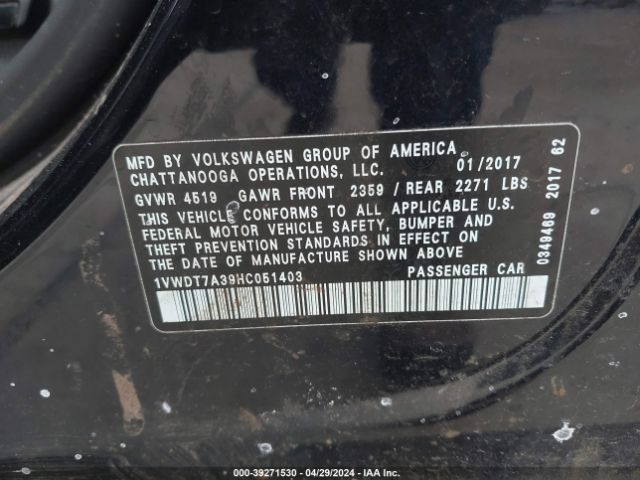 MFD BY VOLKSWAGEN GROUP OF AMERICA
CHATTANOOGA OPERATIONS, LLC. 01/2017
GVWR 4519 GAWR FRONT 2359 / REAR 2271 LBS
THIS VEHICLE CONFORMS TO ALL APPLICABLE U.S.
FEDERAL MOTOR VEHICLE SAFETY, BUMPER AND
THEFT PREVENTION STANDARDS IN EFFECT ON
THE DATE OF MANUFACTURE SHOWN ABOVE.
1VWDT7A39HC051403 PASSENGER CAR
0349469 2017 62
000-39271530 - 04/29/2024 - IAA Inc.